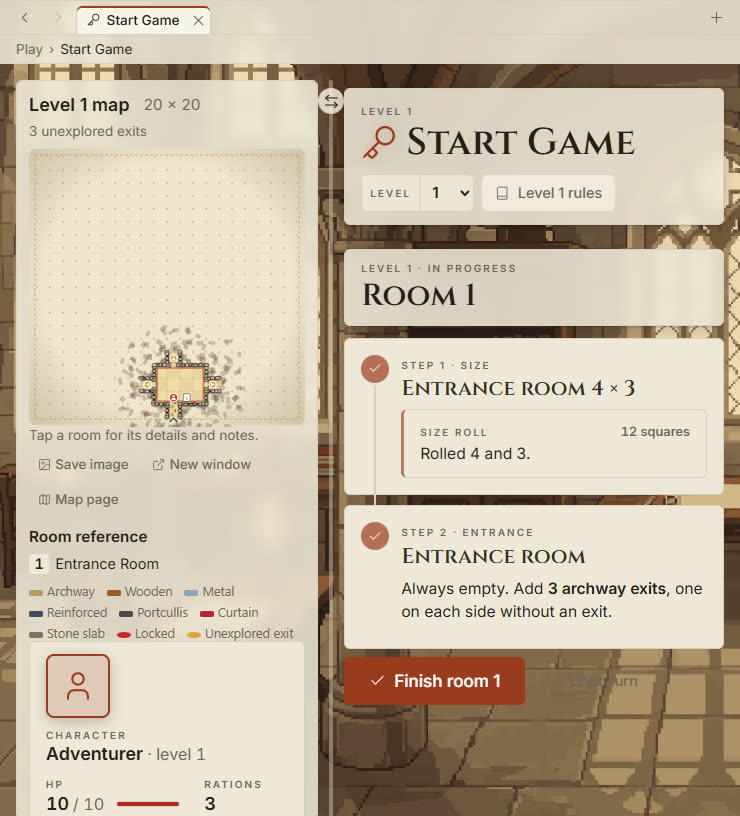 Start Game
Play › Start Game
Level 1 map 20 × 20
3 unexplored exits
Tap a room for its details and notes.
Save image New window
Map page
Room reference
1 Entrance Room
Archway Wooden Metal
Reinforced Portcullis Curtain
Stone slab Locked Unexplored exit
CHARACTER
Adventurer · level 1
HP RATIONS
10 / 10 3
LEVEL 1
START GAME
LEVEL 1 Level 1 rules
LEVEL 1 · IN PROGRESS
ROOM 1
STEP 1 · SIZE
ENTRANCE ROOM 4 × 3
SIZE ROLL 12 squares
Rolled 4 and 3.
STEP 2 · ENTRANCE
ENTRANCE ROOM
Always empty. Add 3 archway exits, one
on each side without an exit.
Finish room 1